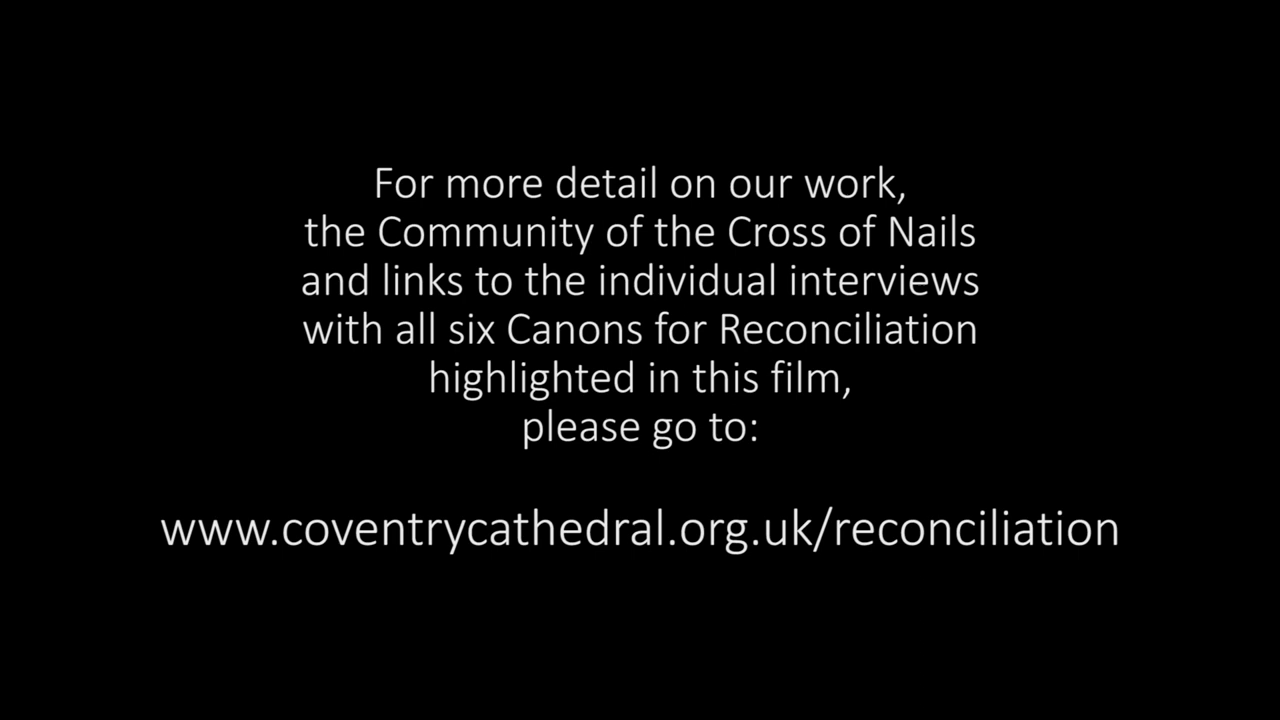 For more detail on our work,
the Community of the Cross of Nails
and links to the individual interviews
with all six Canons for Reconciliation
highlighted in this film,
please go to:
www.coventrycathedral.org.uk/reconciliation